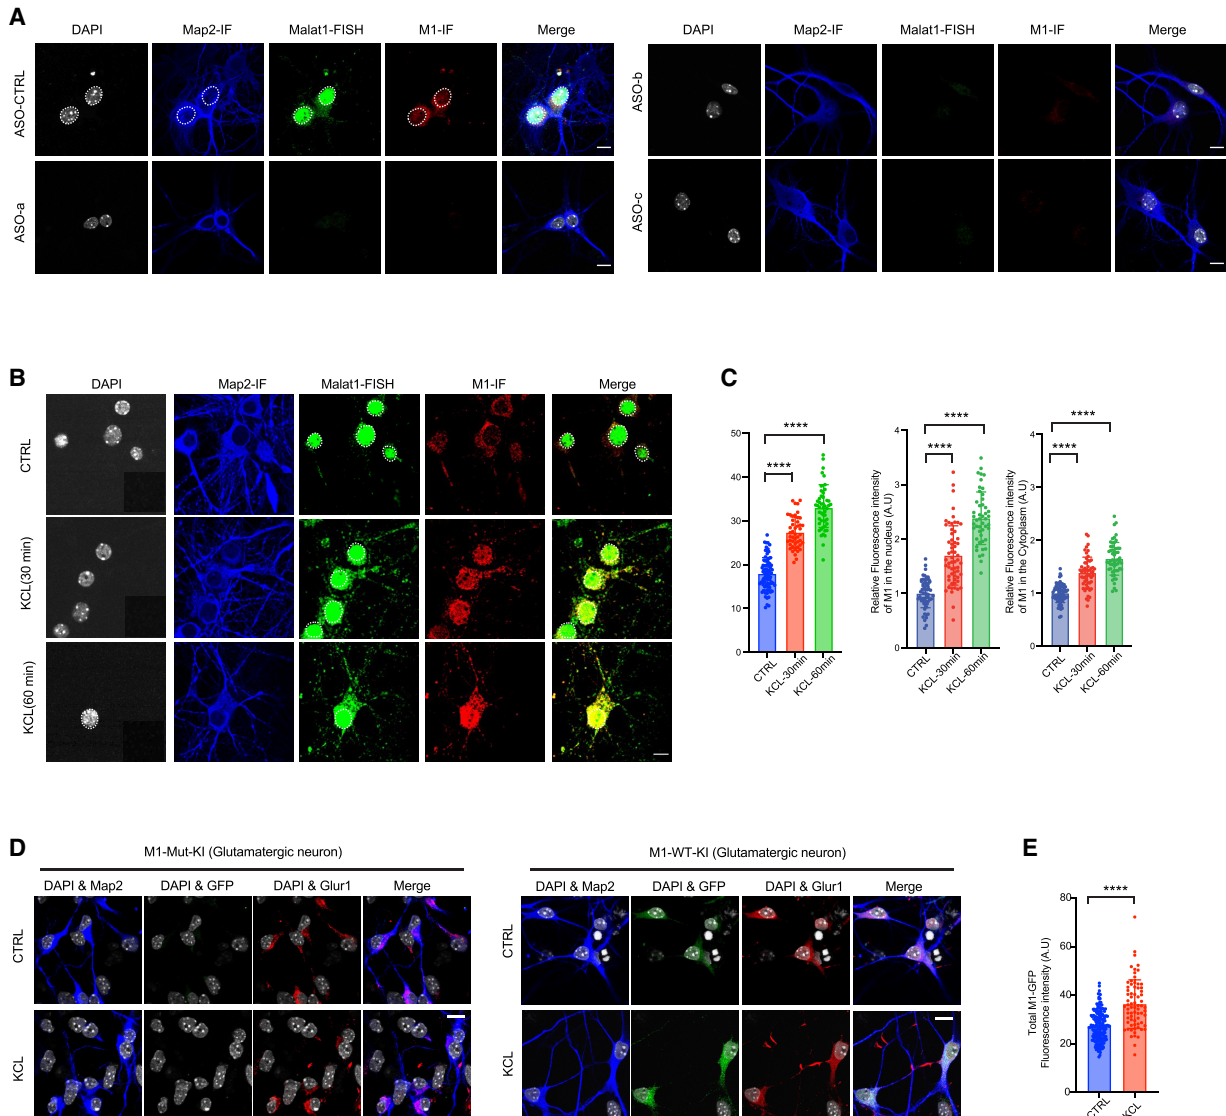 A
DAPI Map2-IF Malat1-FISH M1-IF Merge
DAPI Map2-IF Malat1-FISH M1-IF Merge
ASO-CTRL
ASO-a
ASO-b
ASO-c
B
DAPI Map2-IF Malat1-FISH M1-IF Merge
CTRL
KCL(30 min)
KCL(60 min)
C
50
40
30
20
10
0
****
****
CTRL
KCL-30min
KCL-60min
Relative Fluorescence intensity
of M1 in the nucleus (A.U)
4
3
2
1
0
****
****
CTRL
KCL-30min
KCL-60min
Relative Fluorescence intensity
of M1 in the Cytoplasm (A.U)
4
3
2
1
0
****
****
CTRL
KCL-30min
KCL-60min
D
M1-Mut-KI (Glutamatergic neuron)
DAPI & Map2 DAPI & GFP DAPI & Glur1 Merge
CTRL
KCL
M1-WT-KI (Glutamatergic neuron)
DAPI & Map2 DAPI & GFP DAPI & Glur1 Merge
CTRL
KCL
E
Total M1-GFP
Fluorescence intensity (A.U)
80
60
40
20
0
****
CTRL
KCL